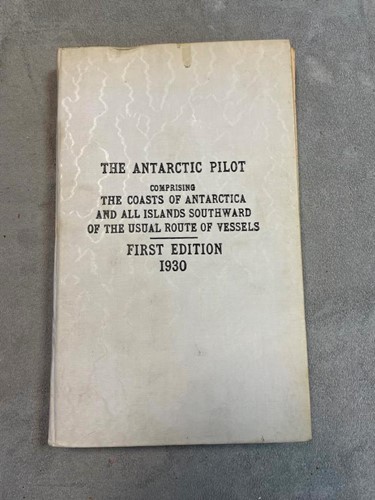 THE ANTARCTIC PILOT
COMPRISING
THE COASTS OF ANTARCTICA
AND ALL ISLANDS SOUTHWARD
OF THE USUAL ROUTE OF VESSELS
FIRST EDITION
1930